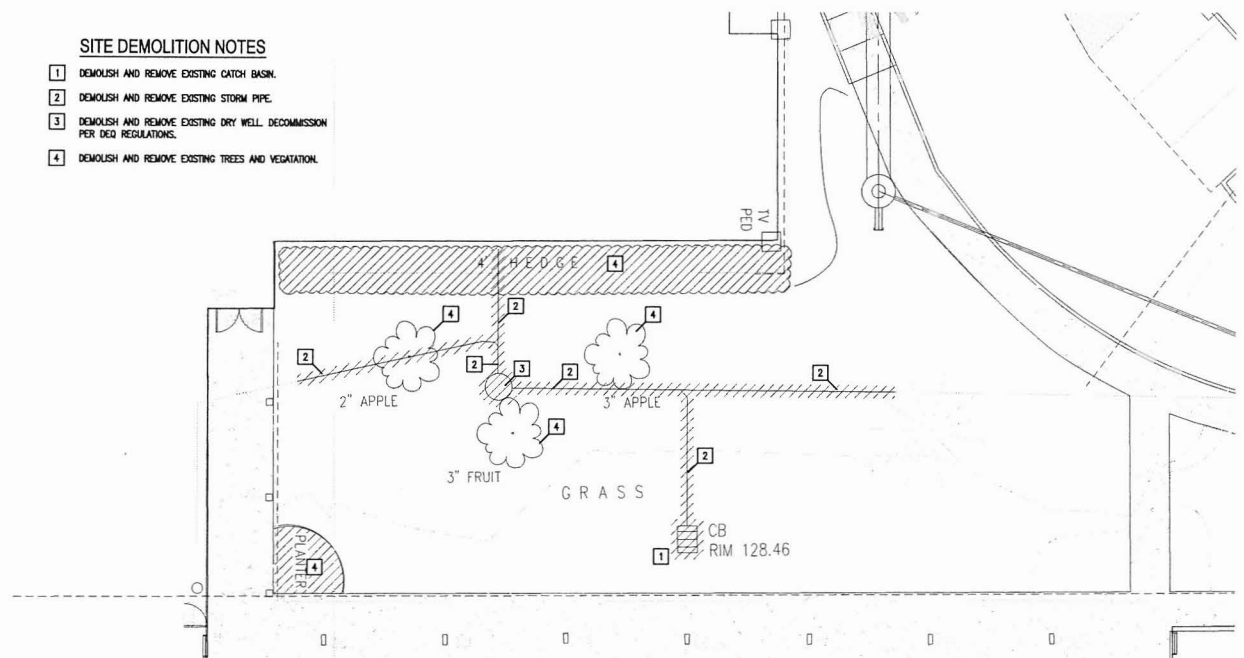 SITE DEMOLITION NOTES
1 DEMOLISH AND REMOVE EXISTING CATCH BASIN.
2 DEMOLISH AND REMOVE EXISTING STORM PIPE.
3 DEMOLISH AND REMOVE EXISTING DRY WELL. DECOMMISSION
PER DEQ REGULATIONS.
4 DEMOLISH AND REMOVE EXISTING TREES AND VEGATATION.
TV
PED
4' HEDGE 4
2
4
4
2
2
3
2
2
2" APPLE
3" APPLE
4
3" FRUIT
2
GRASS
CB
RIM 128.46
1
PLANTER
4